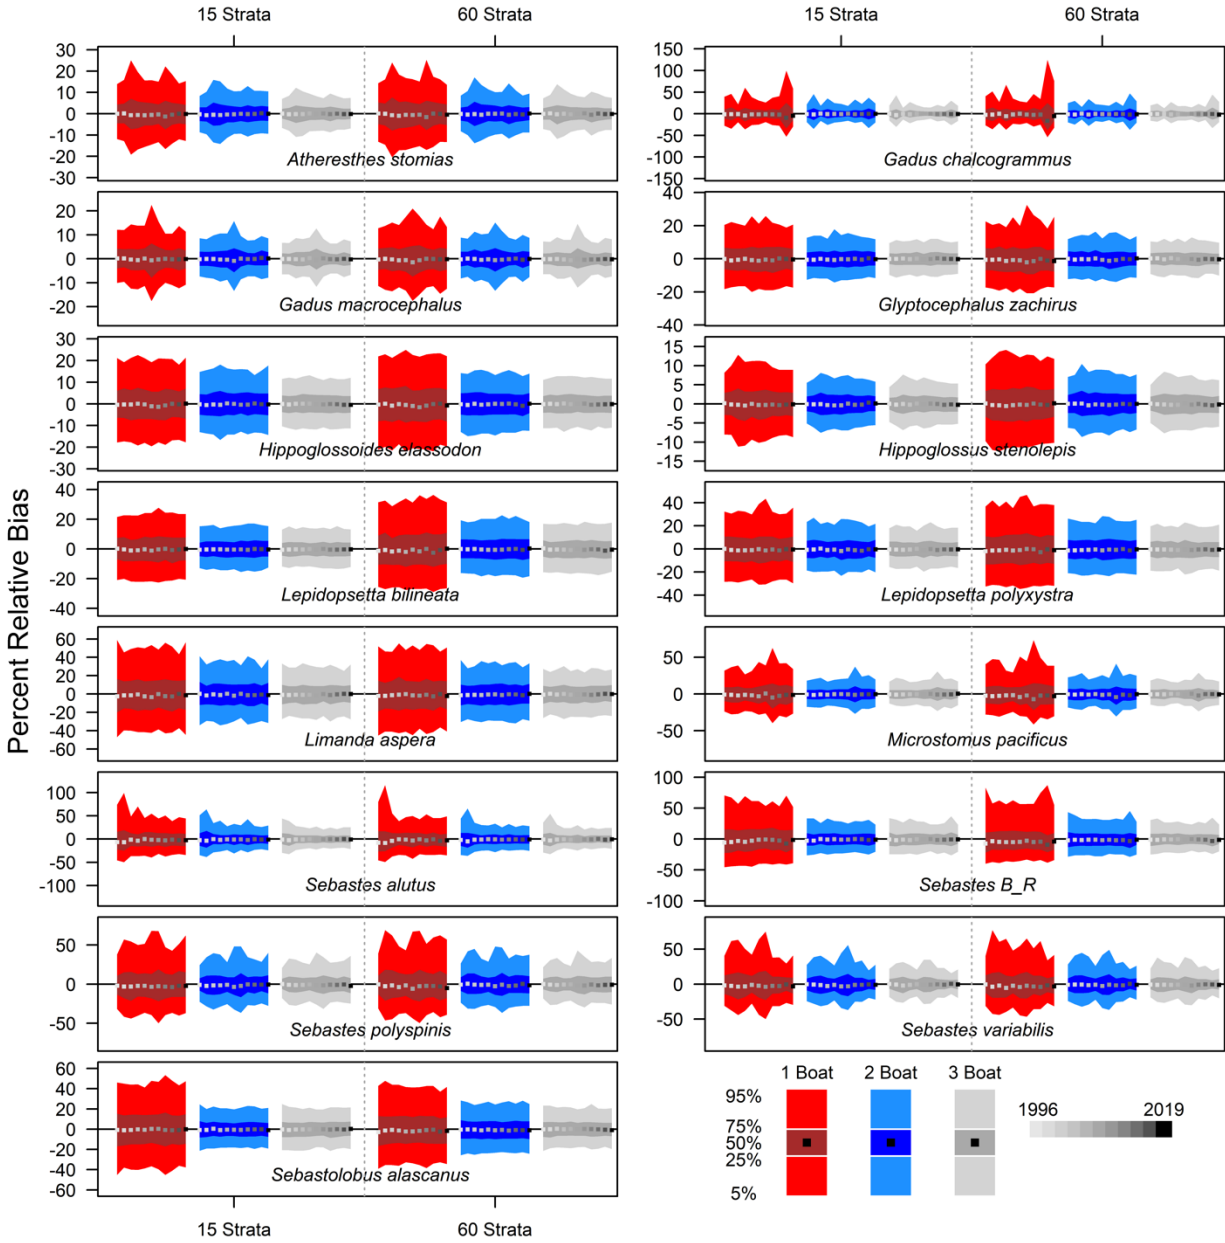 15 Strata 60 Strata 15 Strata 60 Strata
Percent Relative Bias
30 20 10 0 -10 -20 -30
Atheresthes stomias
150 100 50 0 -50 -100 -150
Gadus chalcogrammus
20 10 0 -10 -20
Gadus macrocephalus
40 20 0 -20 -40
Glyptocephalus zachirus
30 20 10 0 -10 -20 -30
Hippoglossoides elassodon
15 10 5 0 -5 -10 -15
Hippoglossus stenolepis
40 20 0 -20 -40
Lepidopsetta bilineata
40 20 0 -20 -40
Lepidopsetta polyxystra
60 40 20 0 -20 -40 -60
Limanda aspera
50 0 -50
Microstomus pacificus
100 50 0 -50 -100
Sebastes alutus
100 50 0 -50 -100
Sebastes B_R
50 0 -50
Sebastes polyspinis
50 0 -50
Sebastes variabilis
60 40 20 0 -20 -40 -60
Sebastolobus alascanus
15 Strata 60 Strata
1 Boat 2 Boat 3 Boat
95%
75%
50%
25%
5%
1996 2019